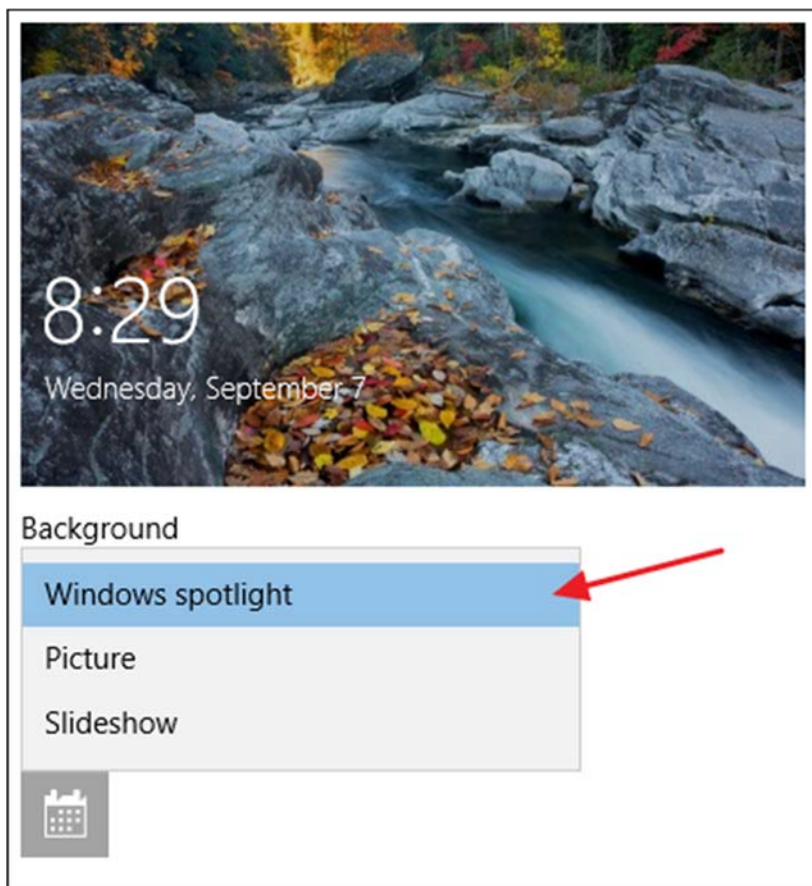 8:29
Wednesday, September 7
Background
Windows spotlight
Picture
Slideshow